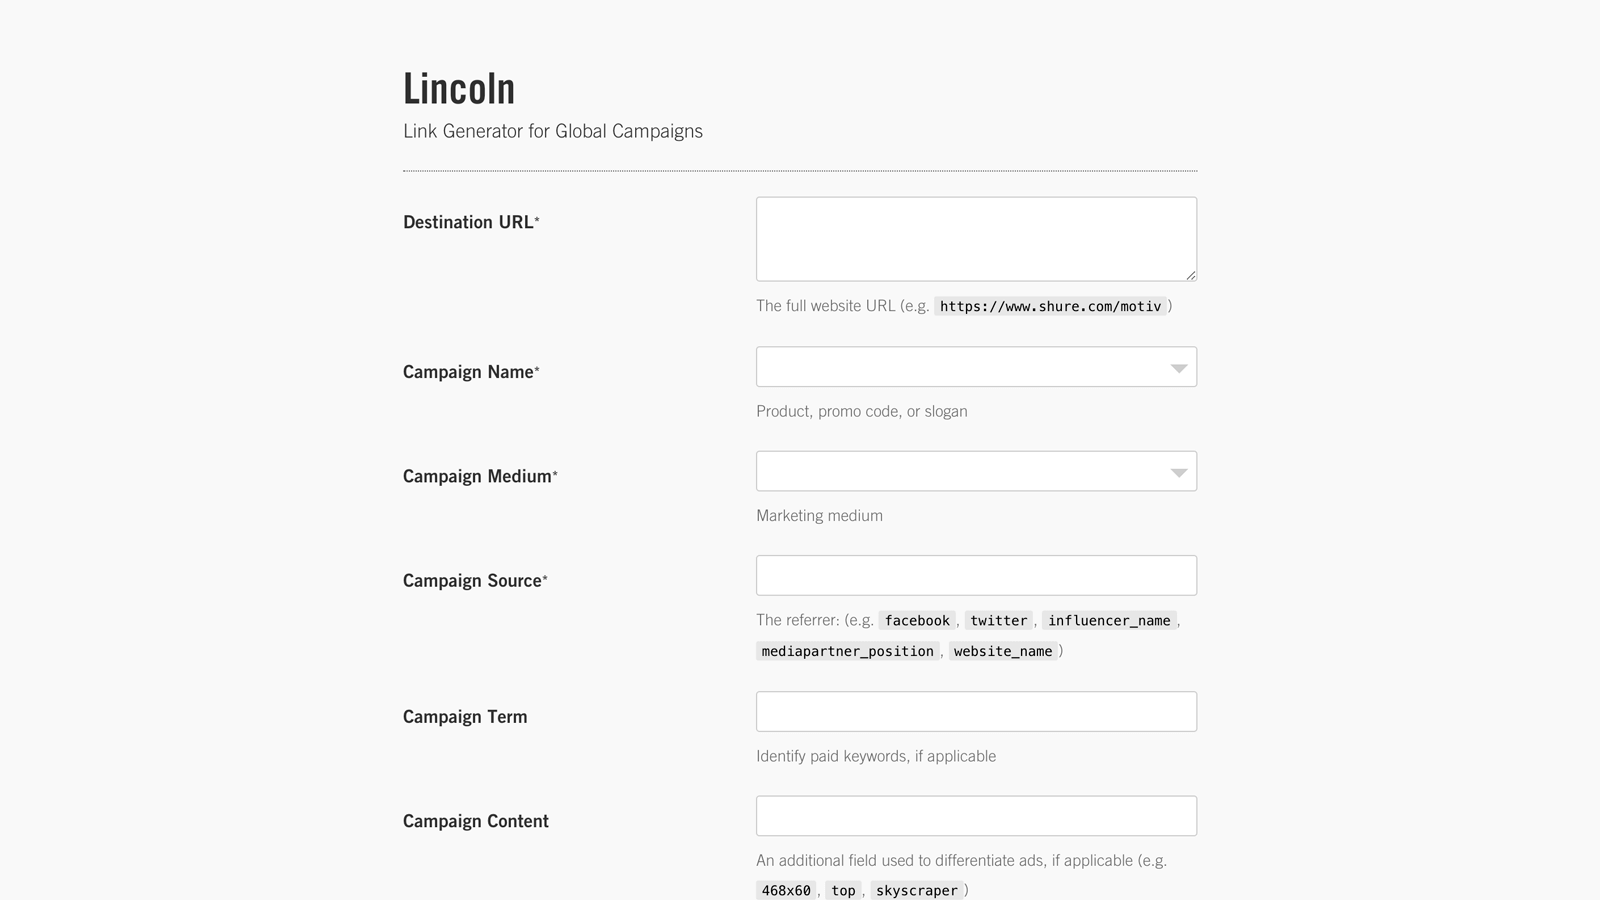 Lincoln
Link Generator for Global Campaigns
Destination URL*
The full website URL (e.g. https://www.shure.com/motiv)
Campaign Name*
Product, promo code, or slogan
Campaign Medium*
Marketing medium
Campaign Source*
The referrer: (e.g. facebook, twitter, influencer_name,
mediapartner_position, website_name)
Campaign Term
Identify paid keywords, if applicable
Campaign Content
An additional field used to differentiate ads, if applicable (e.g.
468x60, top, skyscraper)